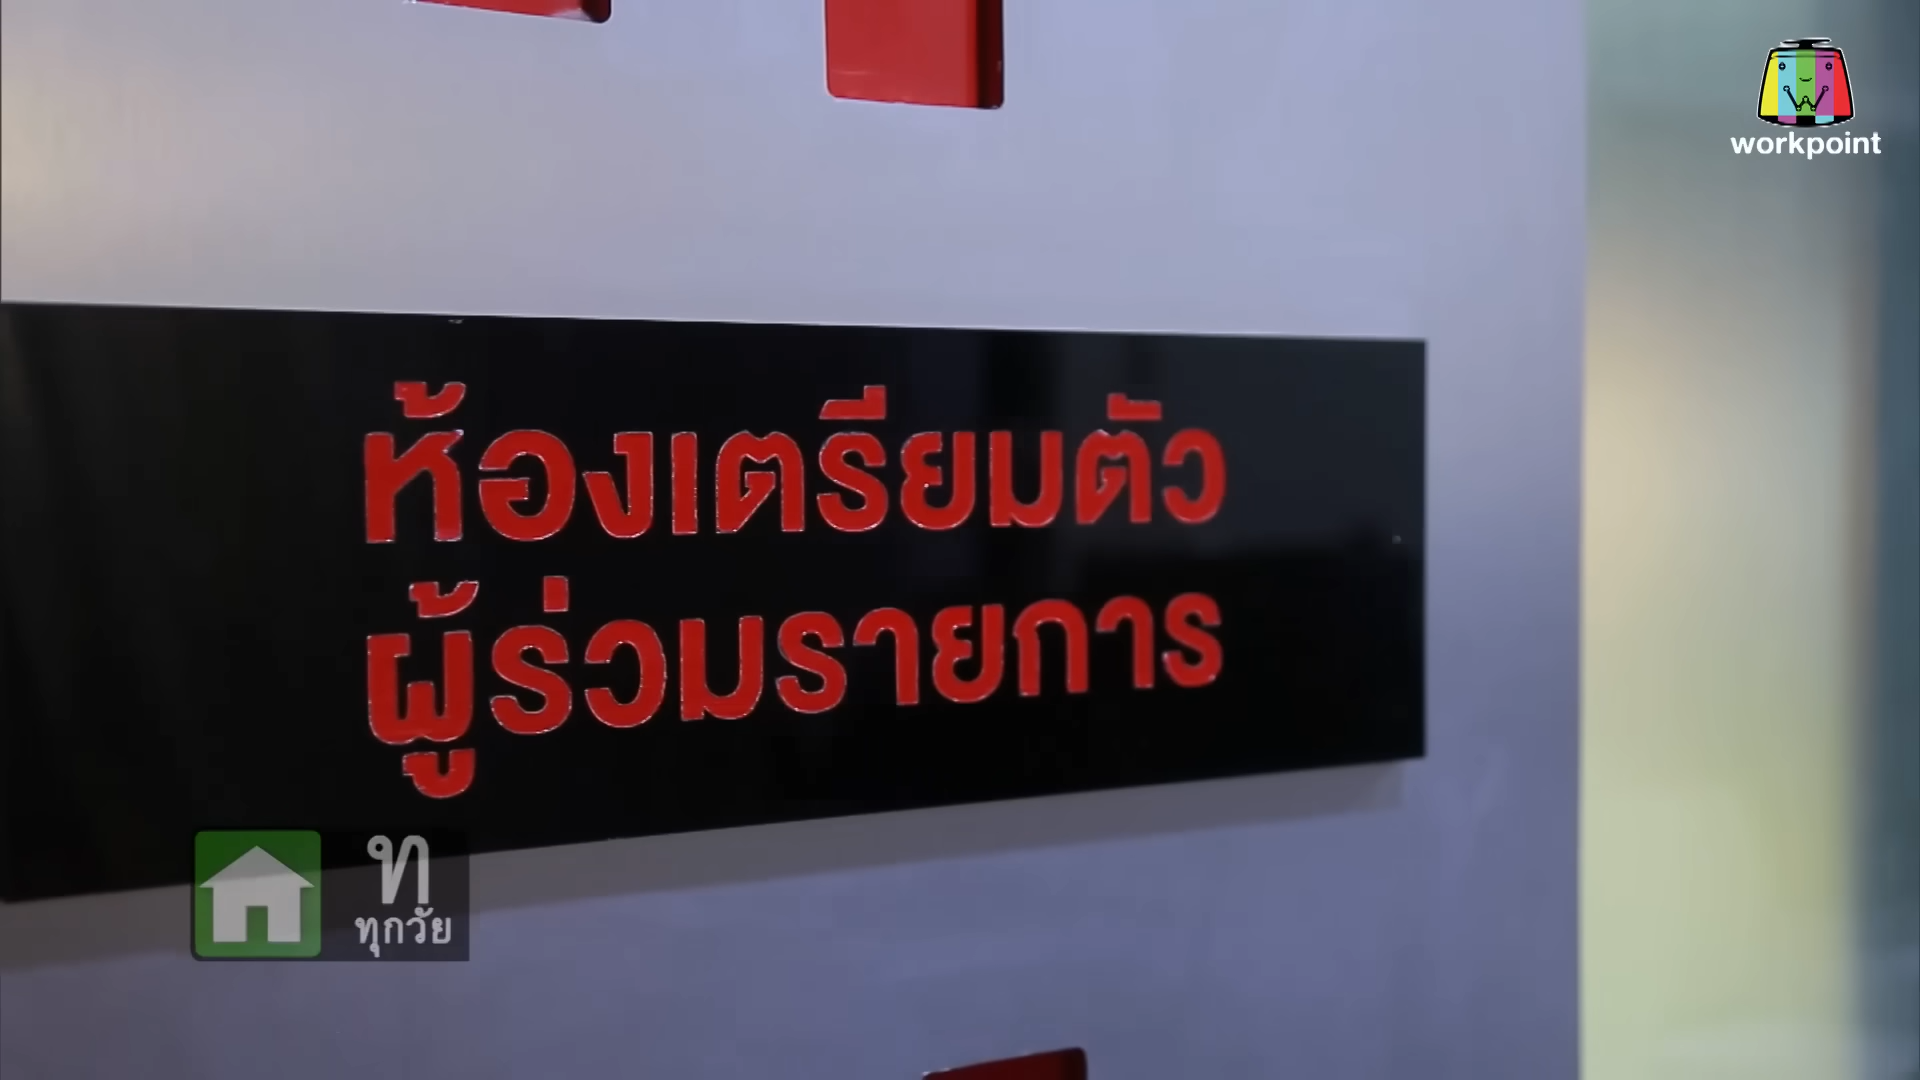 workpoint
ห้องเตรียมตัว
ผู้ร่วมรายการ
ท
ทุกวัย